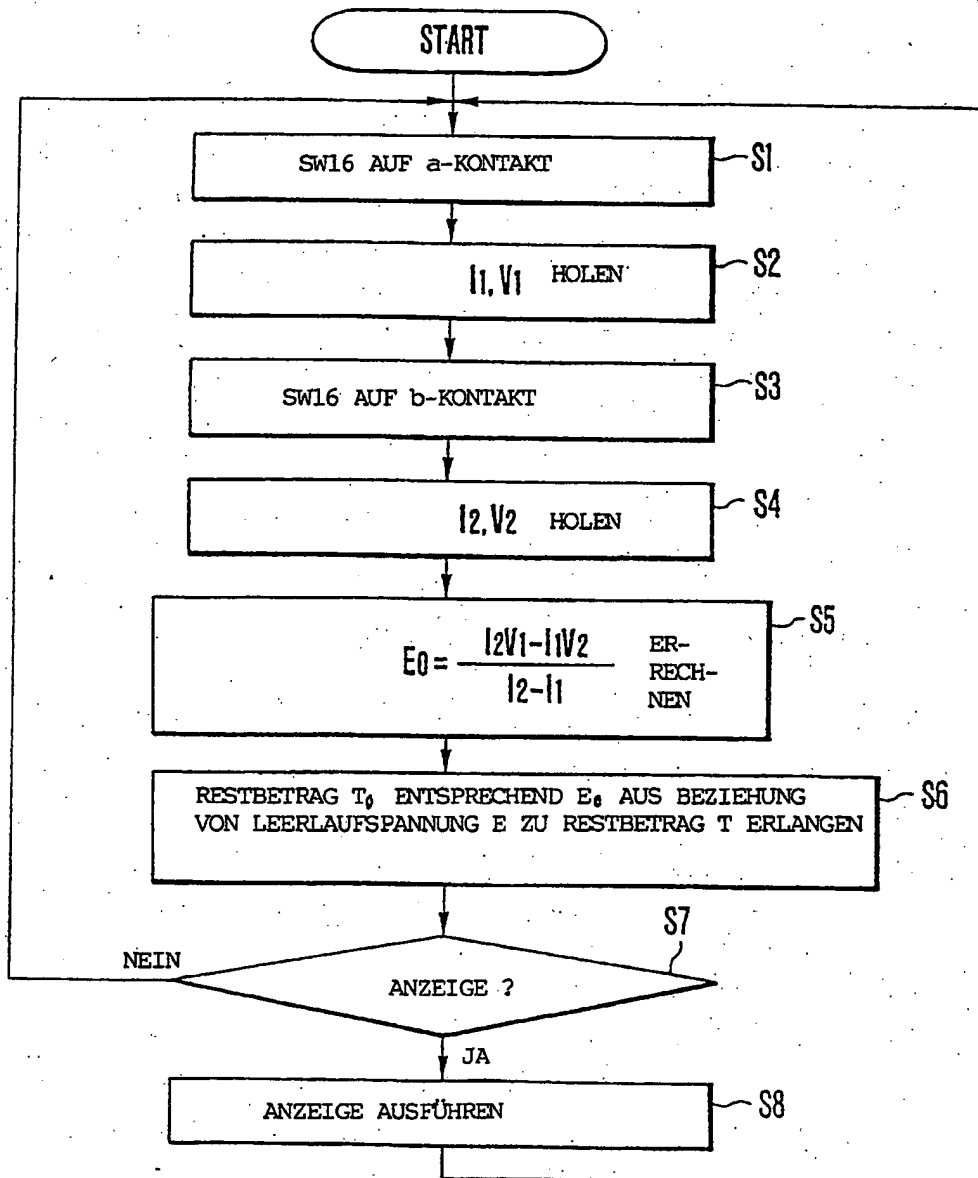 START
SW16 AUF a-KONTAKT
S1
I1, V1 HOLEN
S2
SW16 AUF b-KONTAKT
S3
I2, V2 HOLEN
S4
E0 = I2V1-I1V2 / I2-I1
ER-
RECH-
NEN
S5
RESTBETRAG T0 ENTSPRECHEND E0 AUS BEZIEHUNG
VON LEERLAUFSPANNUNG E ZU RESTBETRAG T ERLANGEN
S6
S7
NEIN
ANZEIGE ?
JA
ANZEIGE AUSFÜHREN
S8